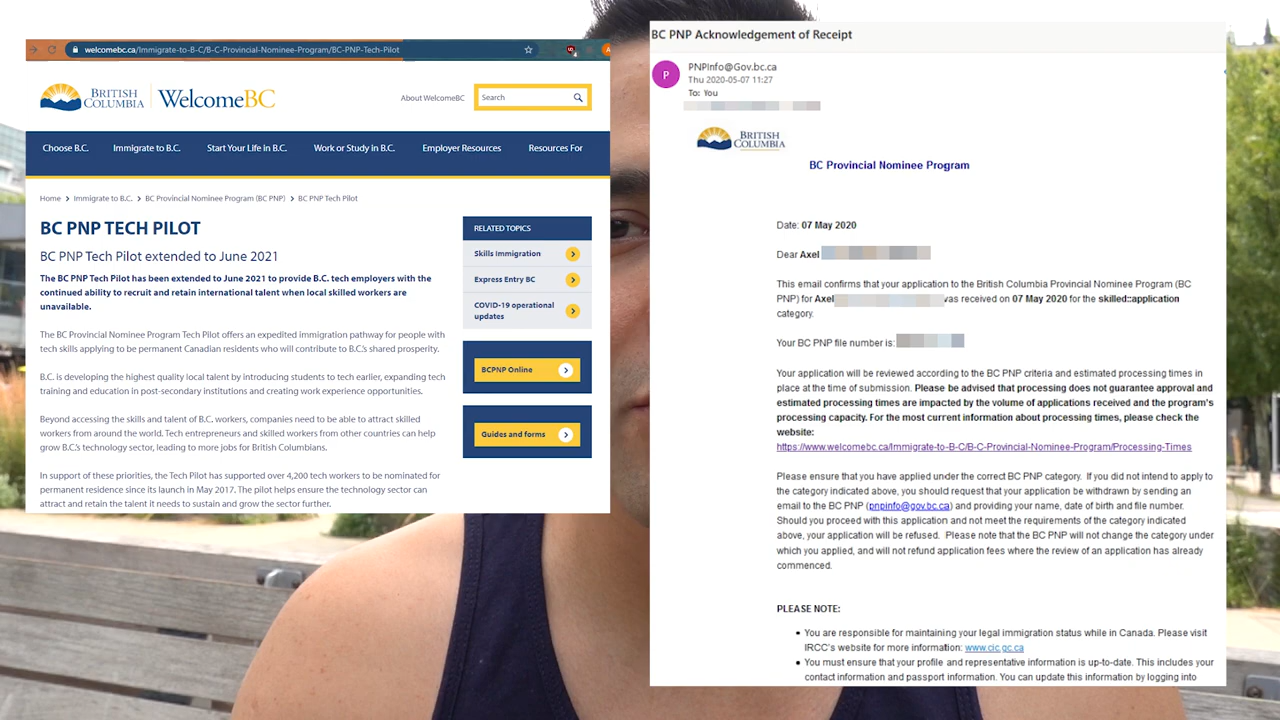 welcomebc.ca/Immigrate-to-B-C/B-C-Provincial-Nominee-Program/BC-PNP-Tech-Pilot
BRITISH
COLUMBIA
WelcomeBC
About WelcomeBC
Search
Choose B.C.
Immigrate to B.C.
Start Your Life in B.C.
Work or Study in B.C.
Employer Resources
Resources For
Home > Immigrate to B.C. > BC Provincial Nominee Program (BC PNP) > BC PNP Tech Pilot
BC PNP TECH PILOT
BC PNP Tech Pilot extended to June 2021
The BC PNP Tech Pilot has been extended to June 2021 to provide B.C. tech employers with the
continued ability to recruit and retain international talent when local skilled workers are
unavailable.
The BC Provincial Nominee Program Tech Pilot offers an expedited immigration pathway for people with
tech skills applying to be permanent Canadian residents who will contribute to B.C.'s shared prosperity.
B.C. is developing the highest quality local talent by introducing students to tech earlier, expanding tech
training and education in post-secondary institutions and creating work experience opportunities.
Beyond accessing the skills and talent of B.C. workers, companies need to be able to attract skilled
workers from around the world. Tech entrepreneurs and skilled workers from other countries can help
grow B.C.'s technology sector, leading to more jobs for British Columbians.
In support of these priorities, the Tech Pilot has supported over 4,200 tech workers to be nominated for
permanent residence since its launch in May 2017. The pilot helps ensure the technology sector can
attract and retain the talent it needs to sustain and grow the sector further.
RELATED TOPICS
Skills Immigration
Express Entry BC
COVID-19 operational
updates
BCPNP Online
Guides and forms
BC PNP Acknowledgement of Receipt
P
PNPInfo@Gov.bc.ca
Thu 2020-05-07 11:27
To: You
BRITISH
COLUMBIA
BC Provincial Nominee Program
Date: 07 May 2020
Dear Axel
This email confirms that your application to the British Columbia Provincial Nominee Program (BC
PNP) for Axel was received on 07 May 2020 for the skilled::application
category.
Your BC PNP file number is:
Your application will be reviewed according to the BC PNP criteria and estimated processing times in
place at the time of submission. Please be advised that processing does not guarantee approval and
estimated processing times are impacted by the volume of applications received and the program's
processing capacity. For the most current information about processing times, please check the
website:
https://www.welcomebc.ca/Immigrate-to-B-C/B-C-Provincial-Nominee-Program/Processing-Times
Please ensure that you have applied under the correct BC PNP category. If you did not intend to apply to
the category indicated above, you should request that your application be withdrawn by sending an
email to the BC PNP (pnpinfo@gov.bc.ca) and providing your name, date of birth and file number.
Should you proceed with this application and not meet the requirements of the category indicated
above, your application will be refused. Please note that the BC PNP will not change the category under
which you applied, and will not refund application fees where the review of an application has already
commenced.
PLEASE NOTE:
• You are responsible for maintaining your legal immigration status while in Canada. Please visit
IRCC's website for more information: www.cic.gc.ca
• You must ensure that your profile and representative information is up-to-date. This includes your
contact information and passport information. You can update this information by logging into